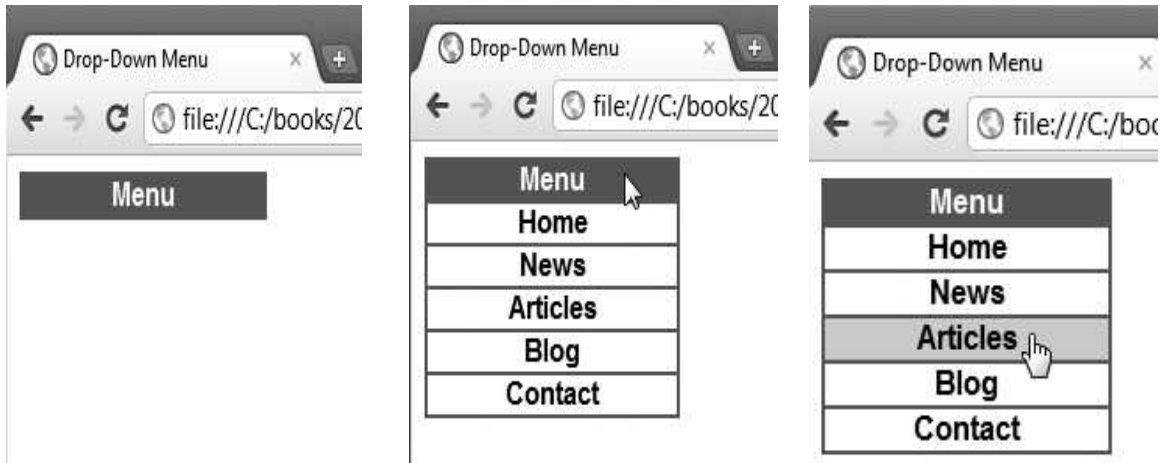 Drop-Down Menu
file:///C:/books/20
Menu
Drop-Down Menu
file:///C:/books/20
Menu
Home
News
Articles
Blog
Contact
Drop-Down Menu
file:///C:/boo
Menu
Home
News
Articles
Blog
Contact